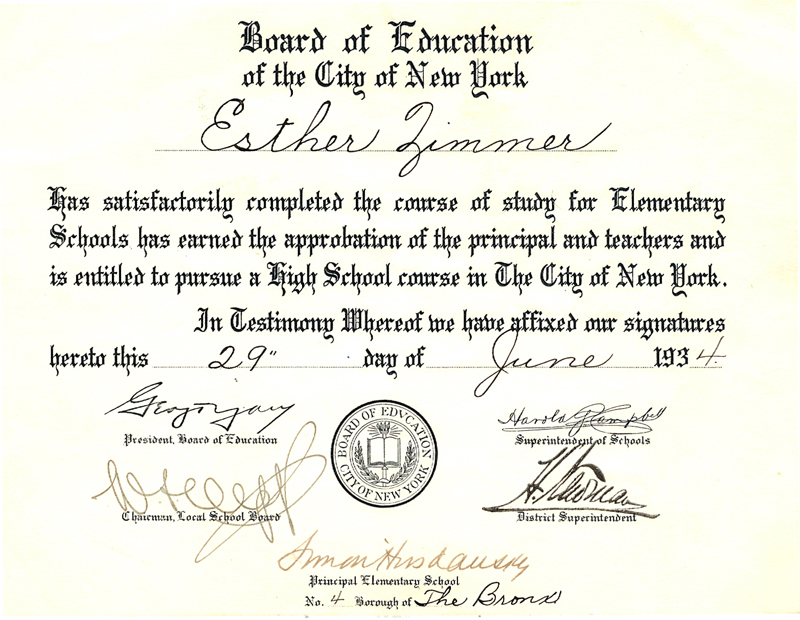 Board of Education
of the City of New York
Esther Zimmer
Has satisfactorily completed the course of study for Elementary
Schools has earned the approbation of the principal and teachers and
is entitled to pursue a High School course in The City of New York.
In Testimony Whereof we have affixed our signatures
hereto this 29" day of June 1934.
Harold G. Campbell
President, Board of Education
Superintendent of Schools
BOARD OF EDVCATION
CITY OF NEW YORK
Chairman, Local School Board
District Superintendent
Principal Elementary School
No. 4 Borough of The Bronx